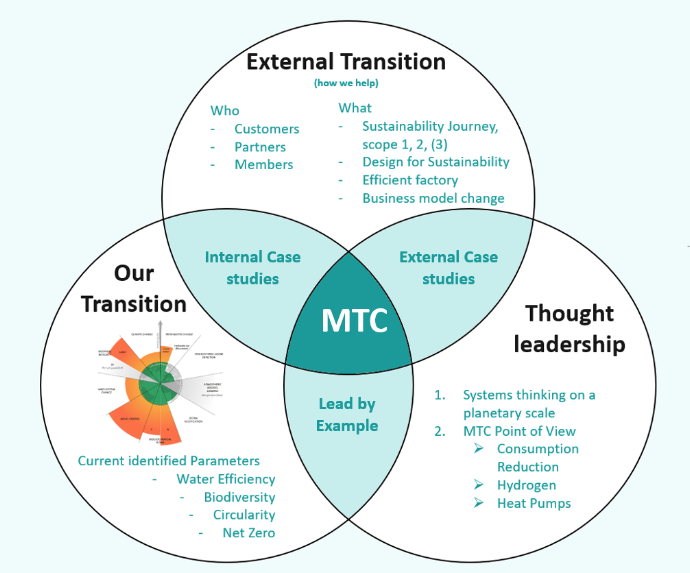 External Transition
(how we help)
Who
- Customers
- Partners
- Members
What
- Sustainability Journey,
scope 1, 2, (3)
- Design for Sustainability
- Efficient factory
- Business model change
Internal Case
studies
External Case
studies
MTC
Our
Transition
Current identified Parameters
- Water Efficiency
- Biodiversity
- Circularity
- Net Zero
Lead by
Example
Thought
leadership
1. Systems thinking on a
planetary scale
2. MTC Point of View
➢ Consumption
Reduction
➢ Hydrogen
➢ Heat Pumps